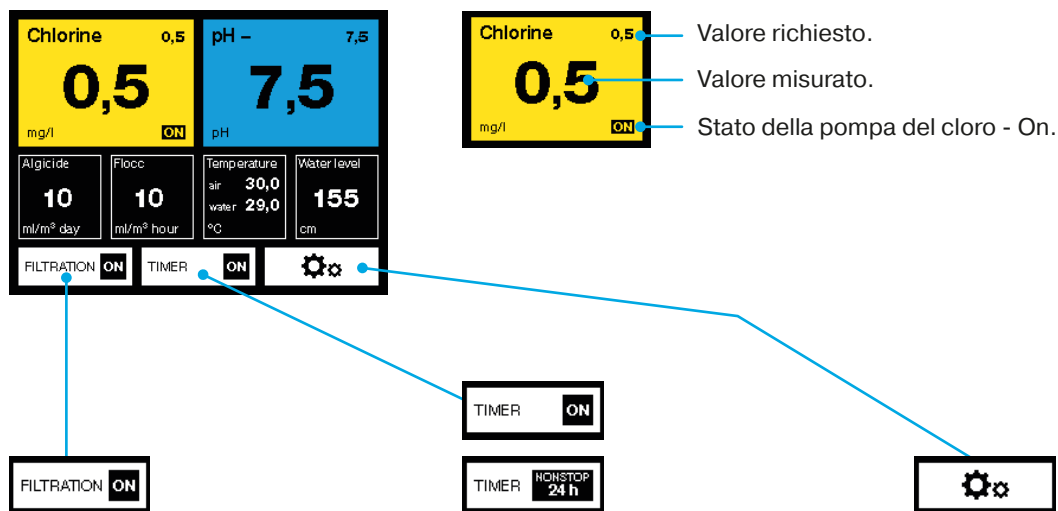 Chlorine 0,5
0,5
mg/l ON
pH – 7,5
7,5
pH
Algicide
10
ml/m³ day
Flocc
10
ml/m³ hour
Temperature
air 30,0
water 29,0
°C
Water level
155
cm
FILTRATION ON
TIMER ON
Chlorine 0,5
0,5
mg/l ON
Valore richiesto.
Valore misurato.
Stato della pompa del cloro - On.
TIMER ON
FILTRATION ON
TIMER NONSTOP
24 h